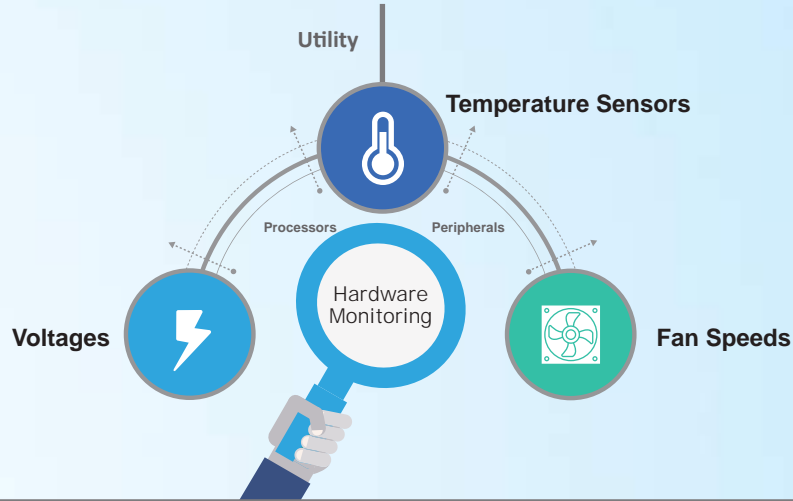 Utility
Temperature Sensors
Processors
Peripherals
Hardware
Monitoring
Voltages
Fan Speeds